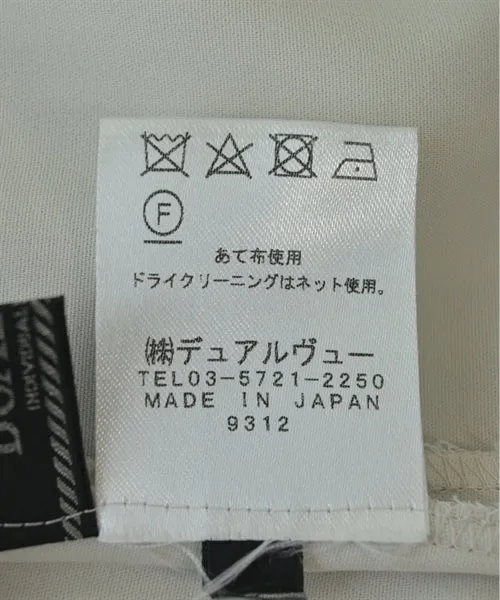 F
あて布使用
ドライクリーニングはネット使用。
㈱デュアルヴュー
TEL03-5721-2250
MADE IN JAPAN
9312
INDIVIDUAL